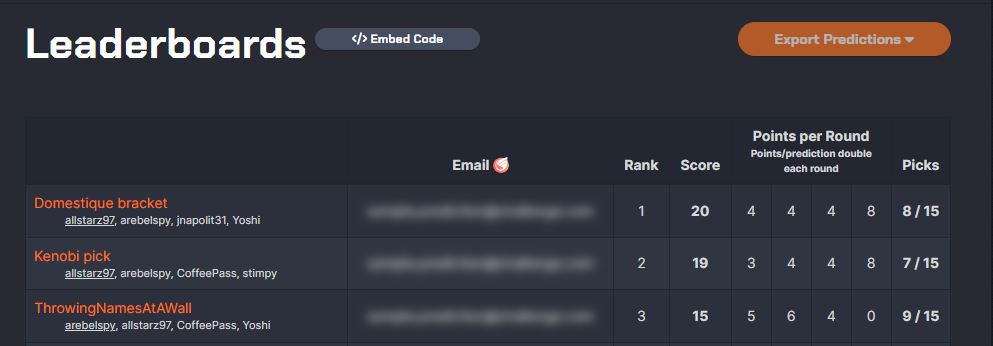 Leaderboards
</> Embed Code
Export Predictions
Email
Rank
Score
Points per Round
Points/prediction double
each round
Picks
Domestique bracket
allstarz97, arebelspy, jnapolit31, Yoshi
1
20
4
4
4
8
8 / 15
Kenobi pick
allstarz97, arebelspy, CoffeePass, stimpy
2
19
3
4
4
8
7 / 15
ThrowingNamesAtAWall
arebelspy, allstarz97, CoffeePass, Yoshi
3
15
5
6
4
0
9 / 15